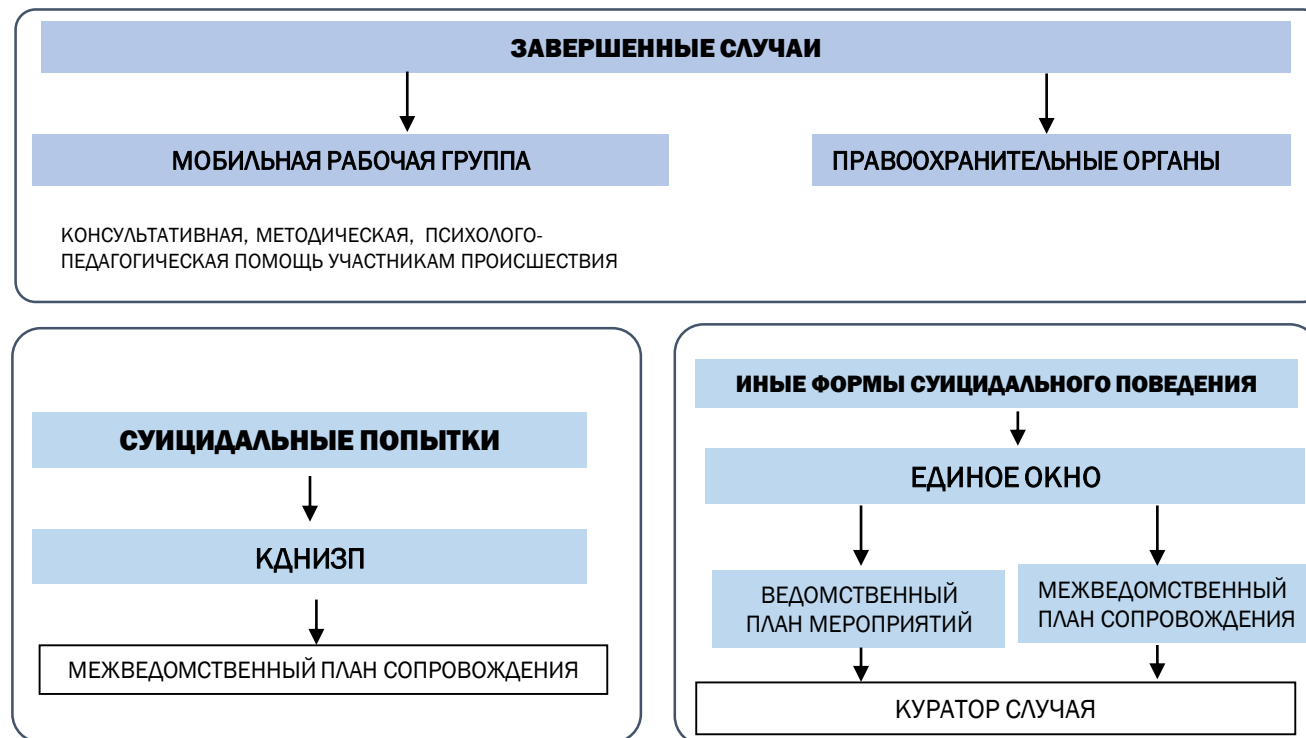 ЗАВЕРШЕННЫЕ СЛУЧАИ
МОБИЛЬНАЯ РАБОЧАЯ ГРУППА
ПРАВООХРАНИТЕЛЬНЫЕ ОРГАНЫ
КОНСУЛЬТАТИВНАЯ, МЕТОДИЧЕСКАЯ, ПСИХОЛОГО-
ПЕДАГОГИЧЕСКАЯ ПОМОЩЬ УЧАСТНИКАМ ПРОИСШЕСТВИЯ
СУИЦИДАЛЬНЫЕ ПОПЫТКИ
КДНИЗП
МЕЖВЕДОМСТВЕННЫЙ ПЛАН СОПРОВОЖДЕНИЯ
ИНЫЕ ФОРМЫ СУИЦИДАЛЬНОГО ПОВЕДЕНИЯ
ЕДИНОЕ ОКНО
ВЕДОМСТВЕННЫЙ
ПЛАН МЕРОПРИЯТИЙ
МЕЖВЕДОМСТВЕННЫЙ
ПЛАН СОПРОВОЖДЕНИЯ
КУРАТОР СЛУЧАЯ